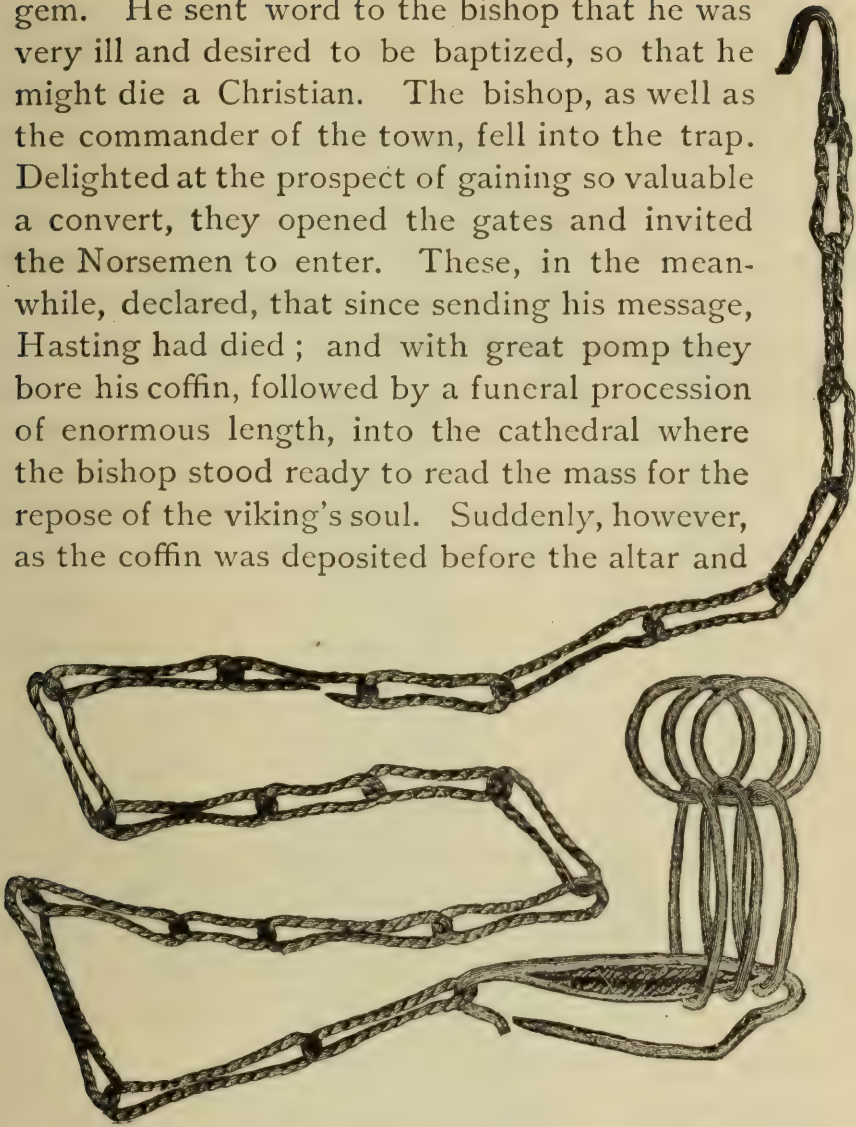 gem. He sent word to the bishop that he was
very ill and desired to be baptized, so that he
might die a Christian. The bishop, as well as
the commander of the town, fell into the trap.
Delighted at the prospect of gaining so valuable
a convert, they opened the gates and invited
the Norsemen to enter. These, in the mean-
while, declared, that since sending his message,
Hasting had died ; and with great pomp they
bore his coffin, followed by a funeral procession
of enormous length, into the cathedral where
the bishop stood ready to read the mass for the
repose of the viking's soul. Suddenly, however,
as the coffin was deposited before the altar and